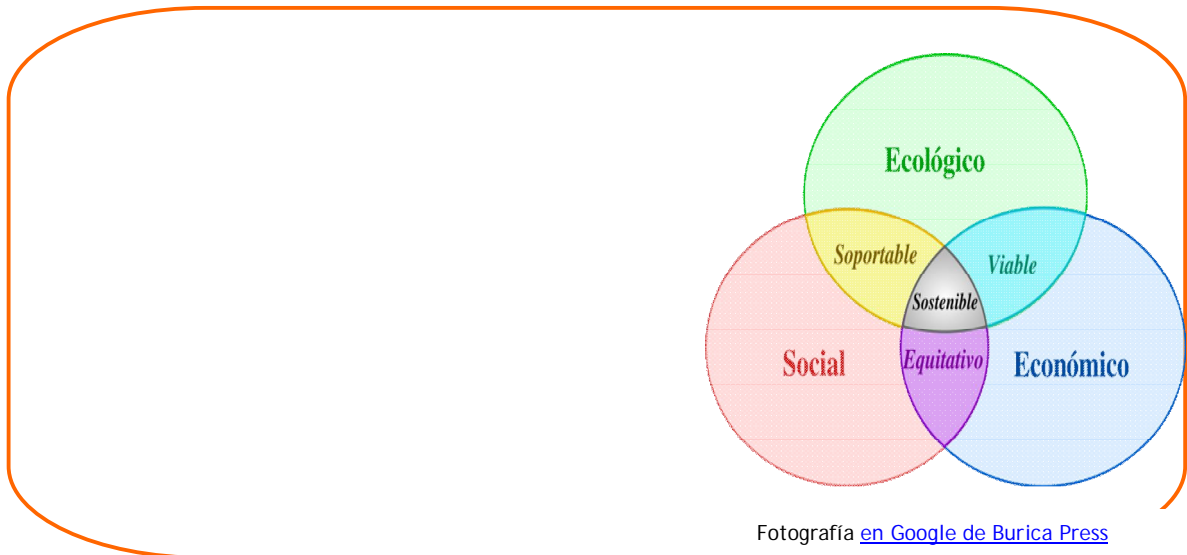 Ecológico
Soportable
Viable
Sostenible
Social
Equitativo
Económico
Fotografía en Google de Burica Press